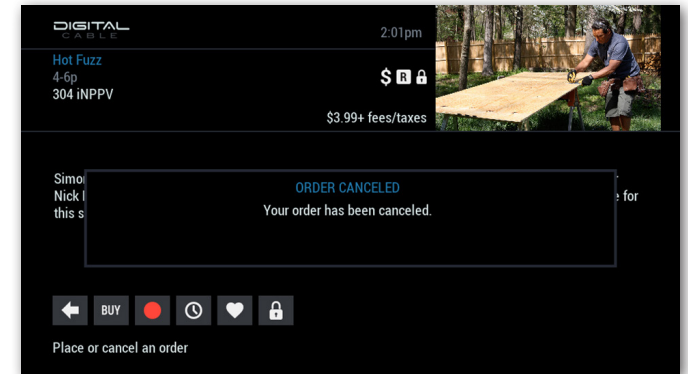 DIGITAL
CABLE
2:01pm
Hot Fuzz
4-6p
$ R
304 iNPPV
$3.99+ fees/taxes
ORDER CANCELED
Your order has been canceled.
for
this
BUY
Place or cancel an order